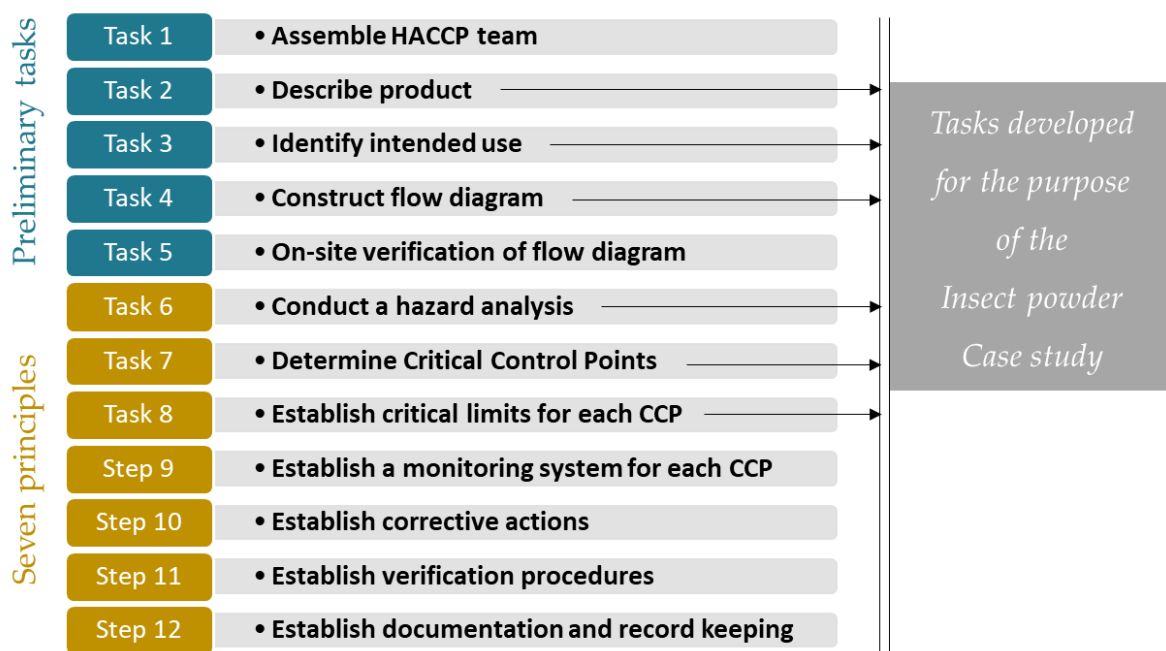 Preliminary tasks
Task 1
• Assemble HACCP team
Task 2
• Describe product
Task 3
• Identify intended use
Task 4
• Construct flow diagram
Task 5
• On-site verification of flow diagram
Seven principles
Task 6
• Conduct a hazard analysis
Task 7
• Determine Critical Control Points
Task 8
• Establish critical limits for each CCP
Step 9
• Establish a monitoring system for each CCP
Step 10
• Establish corrective actions
Step 11
• Establish verification procedures
Step 12
• Establish documentation and record keeping
Tasks developed
for the purpose
of the
Insect powder
Case study